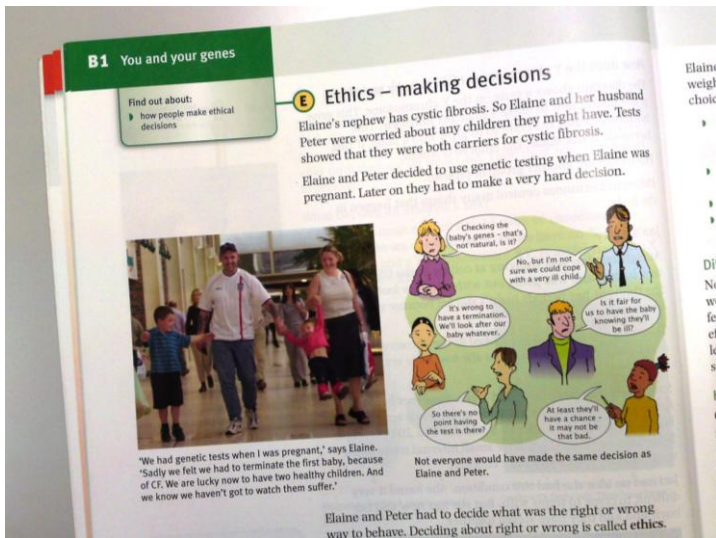 B1 You and your genes
Find out about:
how people make ethical
decisions
E Ethics – making decisions
Elaine's nephew has cystic fibrosis. So Elaine and her husband
Peter were worried about any children they might have. Tests
showed that they were both carriers for cystic fibrosis.
Elaine and Peter decided to use genetic testing when Elaine was
pregnant. Later on they had to make a very hard decision.
Checking the
baby's genes – that's
not natural, is it?
No, but I'm not
sure we could cope
with a very ill child.
It's wrong to
have a termination.
We'll look after our
baby whatever.
Is it fair for
us to have the baby
knowing they'll
be ill?
So there's no
point having
the test is there?
At least they'll
have a chance –
it may not be
that bad.
'We had genetic tests when I was pregnant,' says Elaine.
'Sadly we felt we had to terminate the first baby, because
of CF. We are lucky now to have two healthy children. And
we know we haven't got to watch them suffer.'
Not everyone would have made the same decision as
Elaine and Peter.
Elaine and Peter had to decide what was the right or wrong
way to behave. Deciding about right or wrong is called ethics.